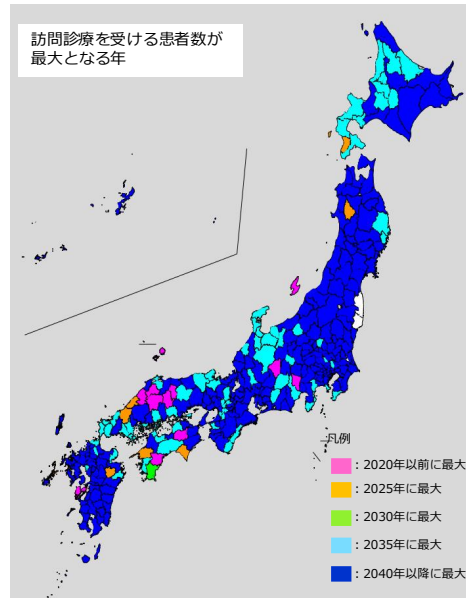 訪問診療を受ける患者数が
最大となる年
凡例
：2020年以前に最大
：2025年に最大
：2030年に最大
：2035年に最大
：2040年以降に最大